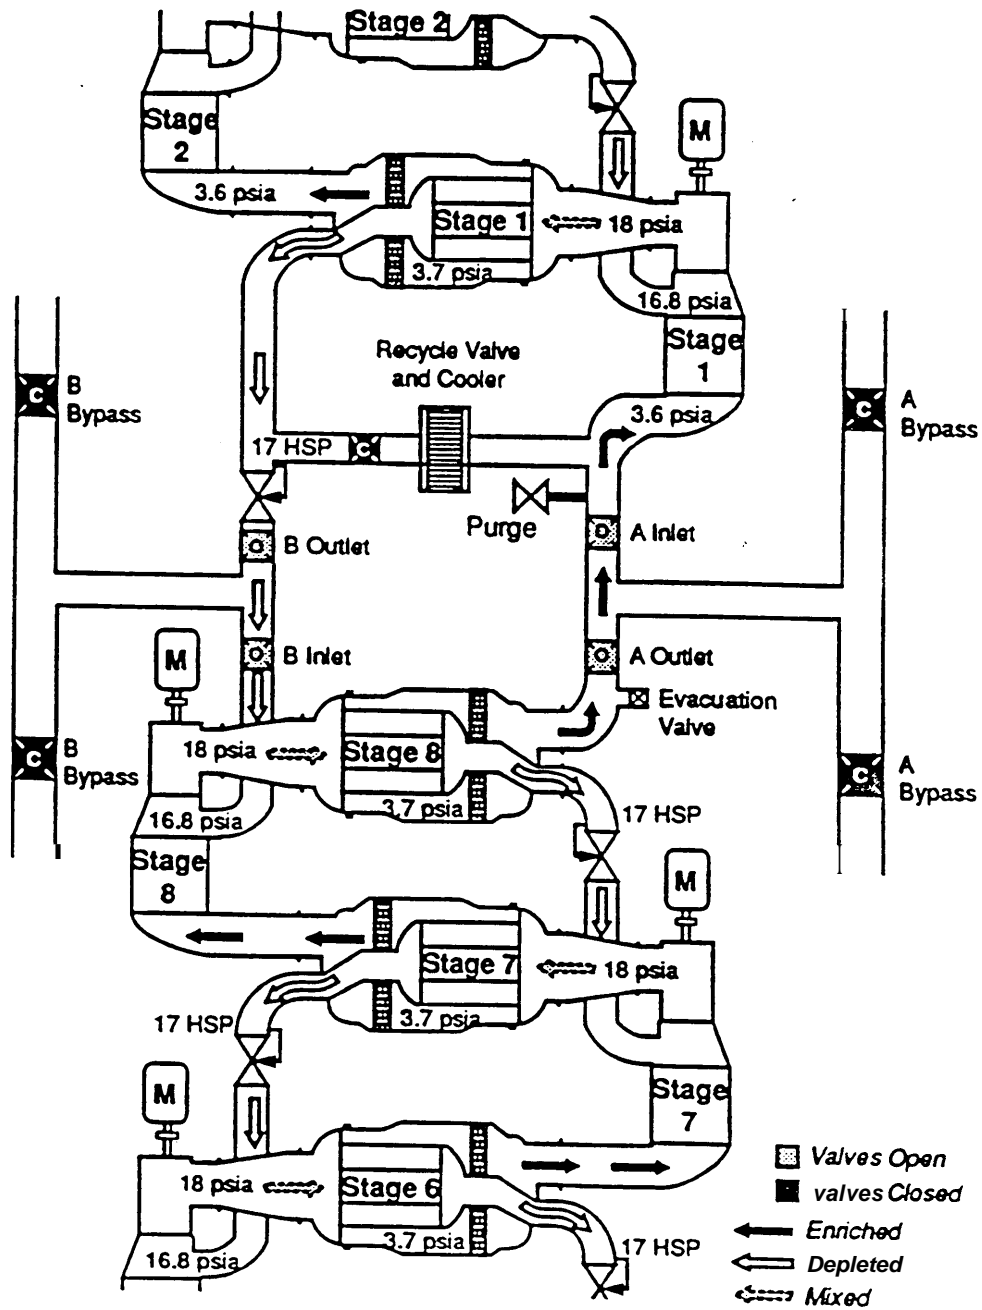 Stage 2
M
Stage
2
3.6 psia
Stage 1
18 psia
3.7 psia
16.8 psia
Stage
1
Recycle Valve
and Cooler
3.6 psia
C
B
Bypass
C
A
Bypass
17 HSP
C
Purge
O
A Inlet
O
B Outlet
M
O
B Inlet
O
A Outlet
Evacuation
Valve
C
B
Bypass
18 psia
Stage 8
3.7 psia
C
A
Bypass
16.8 psia
17 HSP
Stage
8
M
Stage 7
18 psia
3.7 psia
17 HSP
M
Stage
7
18 psia
Stage 6
3.7 psia
16.8 psia
17 HSP
Valves Open
valves Closed
Enriched
Depleted
Mixed